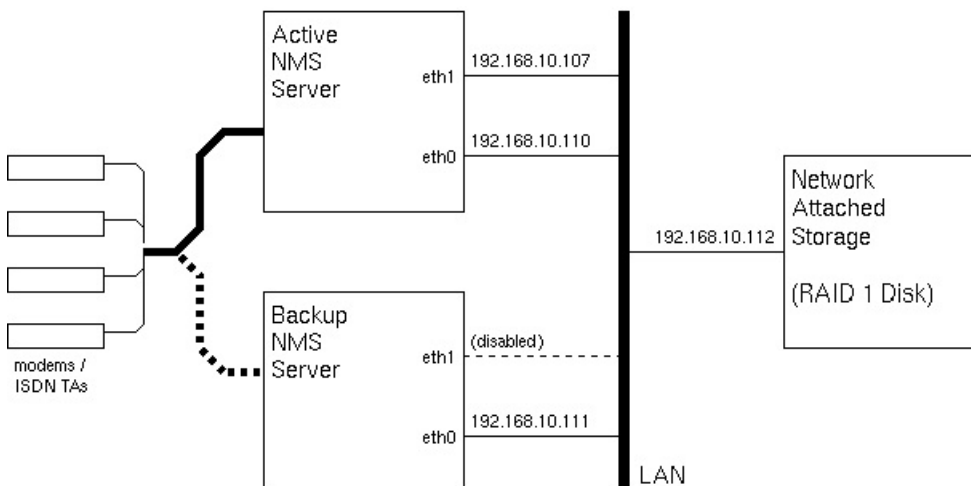 Active
NMS
Server
eth1
192.168.10.107
eth0
192.168.10.110
modems /
ISDN TAs
Backup
NMS
Server
eth1
(disabled)
eth0
192.168.10.111
LAN
192.168.10.112
Network
Attached
Storage
(RAID 1 Disk)